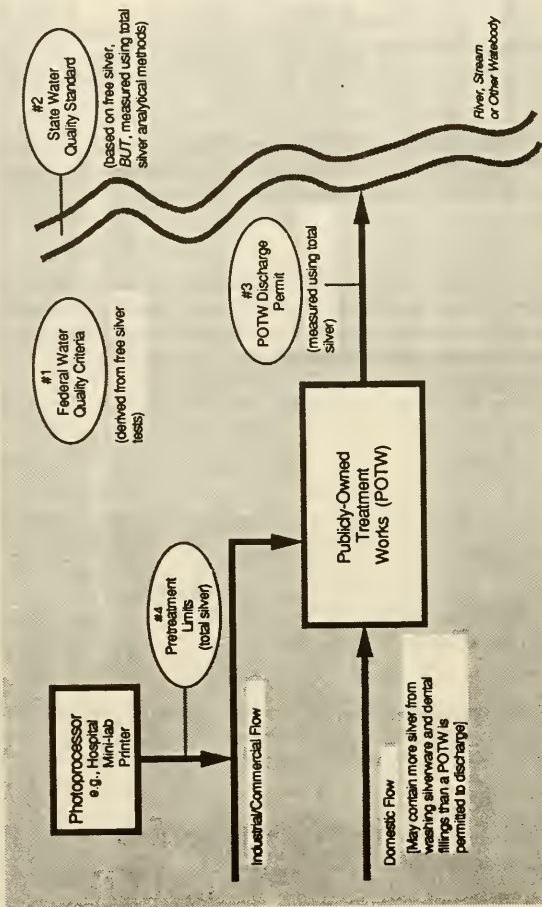 #1
Federal Water
Quality Criteria
(derived from free silver
tests)
#2
State Water
Quality Standard
(based on free silver,
BUT, measured using total
silver analytical methods)
Photoprocessor
e.g., Hospital
Mini-lab
Printer
#4
Pretreatment
Limits
(total silver)
#3
POTW Discharge
Permit
(measured using total
silver)
Industrial/Commercial Flow
Publicly-Owned
Treatment
Works (POTW)
River, Stream
or Other Waterbody
Domestic Flow
[May contain more silver from
washing silverware and dental
fillings than a POTW is
permitted to discharge]